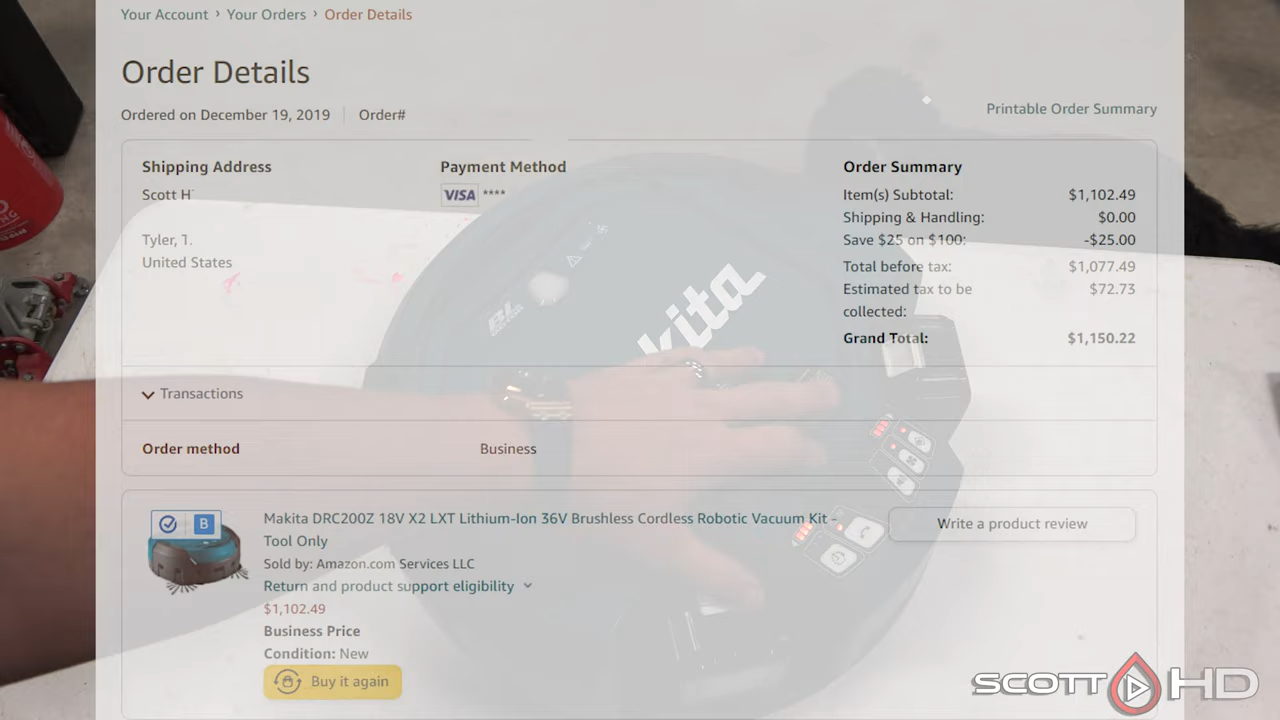 Your Account › Your Orders › Order Details
Order Details
Ordered on December 19, 2019 | Order#
Printable Order Summary
Shipping Address
Scott H
Tyler, T.
United States
Payment Method
VISA ****
Order Summary
Item(s) Subtotal: $1,102.49
Shipping & Handling: $0.00
Save $25 on $100: -$25.00
Total before tax: $1,077.49
Estimated tax to be
collected: $72.73
Grand Total: $1,150.22
Transactions
Order method Business
B
Makita DRC200Z 18V X2 LXT Lithium-Ion 36V Brushless Cordless Robotic Vacuum Kit -
Tool Only
Sold by: Amazon.com Services LLC
Return and product support eligibility
$1,102.49
Business Price
Condition: New
Buy it again
Write a product review
BL
kita
SCOTT HD